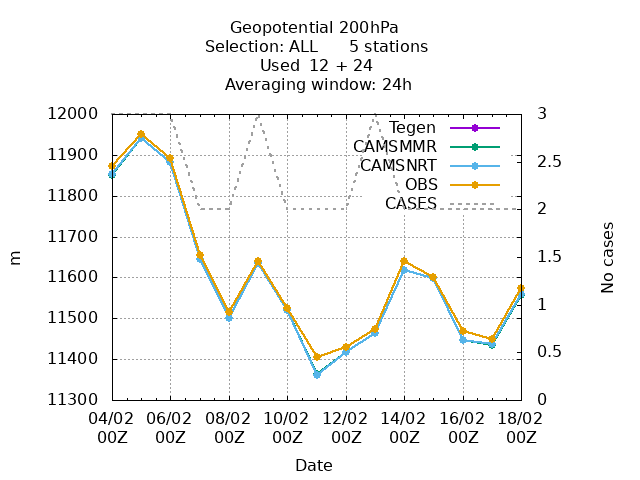 Geopotential 200hPa
Selection: ALL 5 stations
Used 12 + 24
Averaging window: 24h
12000
11900
11800
11700
11600
11500
11400
11300
m
3
2.5
2
1.5
1
0.5
0
No cases
Tegen
CAMSMMR
CAMSNRT
OBS
CASES
04/02 06/02 08/02 10/02 12/02 14/02 16/02 18/02
00Z 00Z 00Z 00Z 00Z 00Z 00Z 00Z
Date